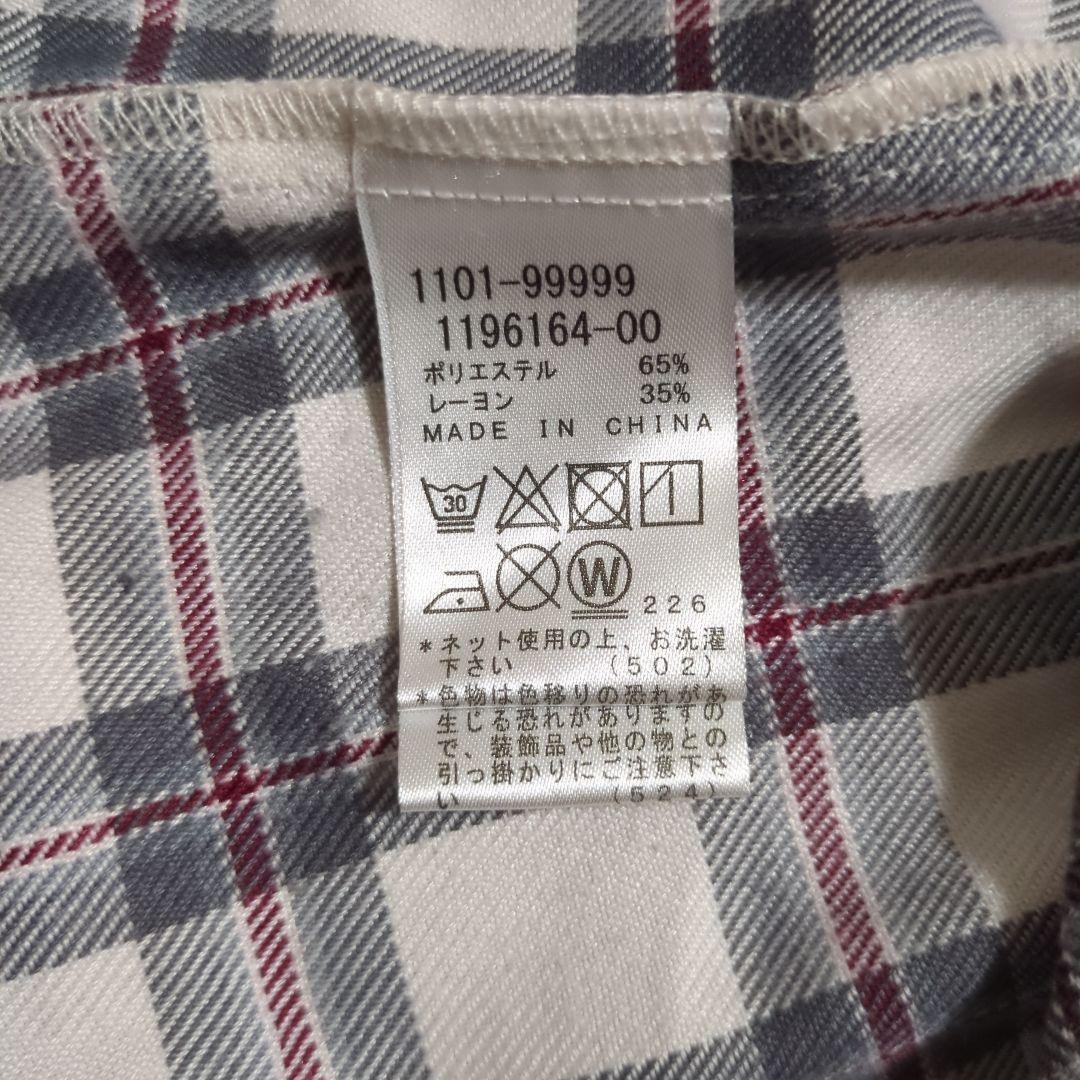 1101-99999
1196164-00
ポリエステル 65%
レーヨン 35%
MADE IN CHINA
30
W 226
*ネット使用の上、お洗濯
下さい (502)
*色物は色移りの恐れがあ
生じる恐れがありますの
で、装飾品や他の物との
引っ掛かりにご注意下さ
い (524)